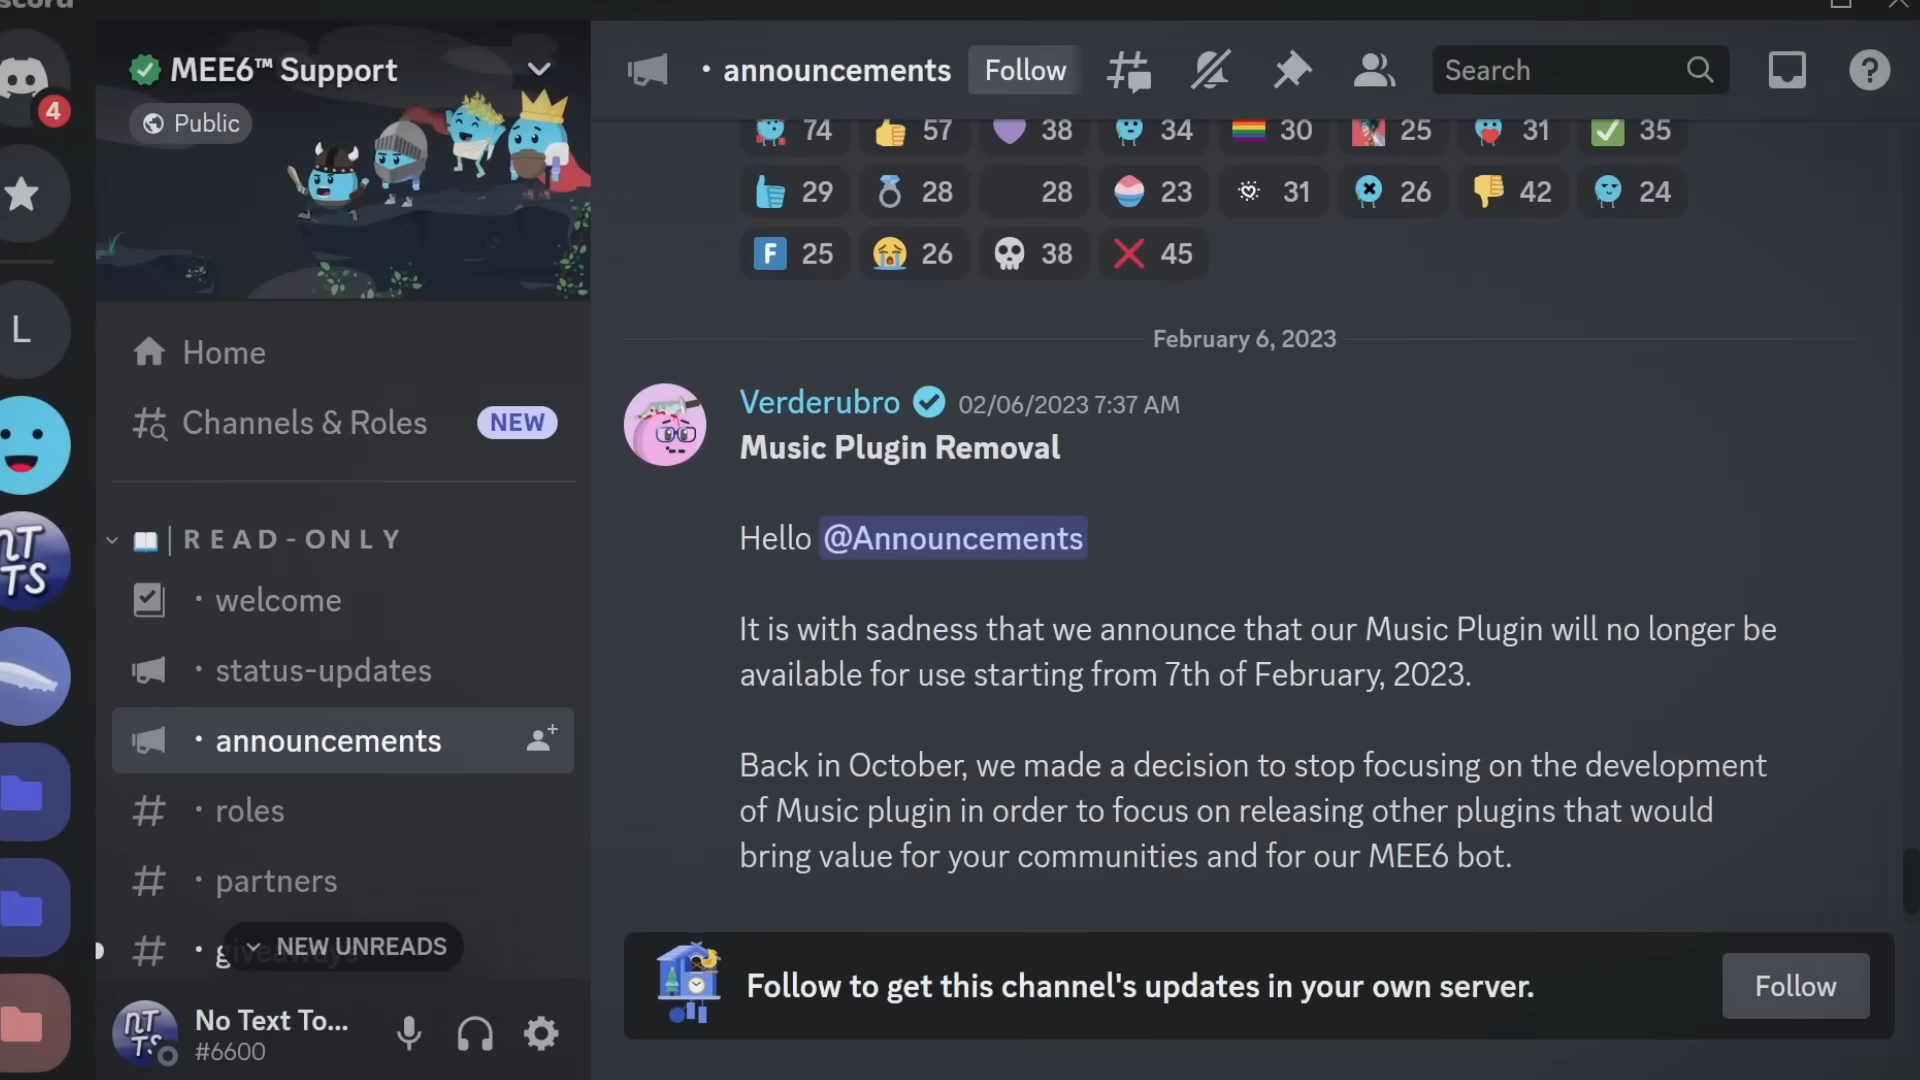 scord
MEE6™ Support
Public
4
L
nT
TS
Home
Channels & Roles
NEW
READ-ONLY
welcome
status-updates
announcements
roles
partners
NEW UNREADS
No Text To...
#6600
nT
TS
announcements
Follow
Search
74 57 38 34 30 25 31 35
29 28 28 23 31 26 42 24
F 25 26 38 45
February 6, 2023
Verderubro 02/06/2023 7:37 AM
Music Plugin Removal
Hello @Announcements
It is with sadness that we announce that our Music Plugin will no longer be
available for use starting from 7th of February, 2023.
Back in October, we made a decision to stop focusing on the development
of Music plugin in order to focus on releasing other plugins that would
bring value for your communities and for our MEE6 bot.
Follow to get this channel's updates in your own server.
Follow